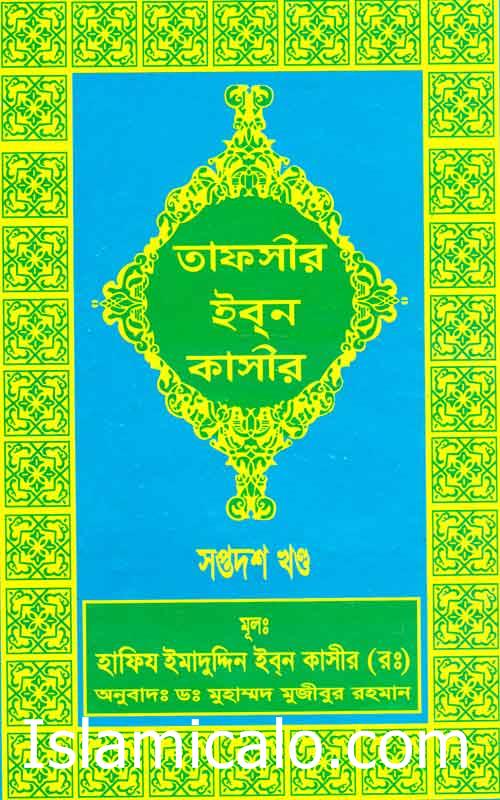 তাফসীর
ইব্‌ন
কাসীর
সপ্তদশ খণ্ড
মূলঃ
হাফিয ইমাদুদ্দিন ইব্‌ন কাসীর (রঃ)
অনুবাদঃ ডঃ মুহাম্মদ মুজীবুর রহমান
Islamicalo.com